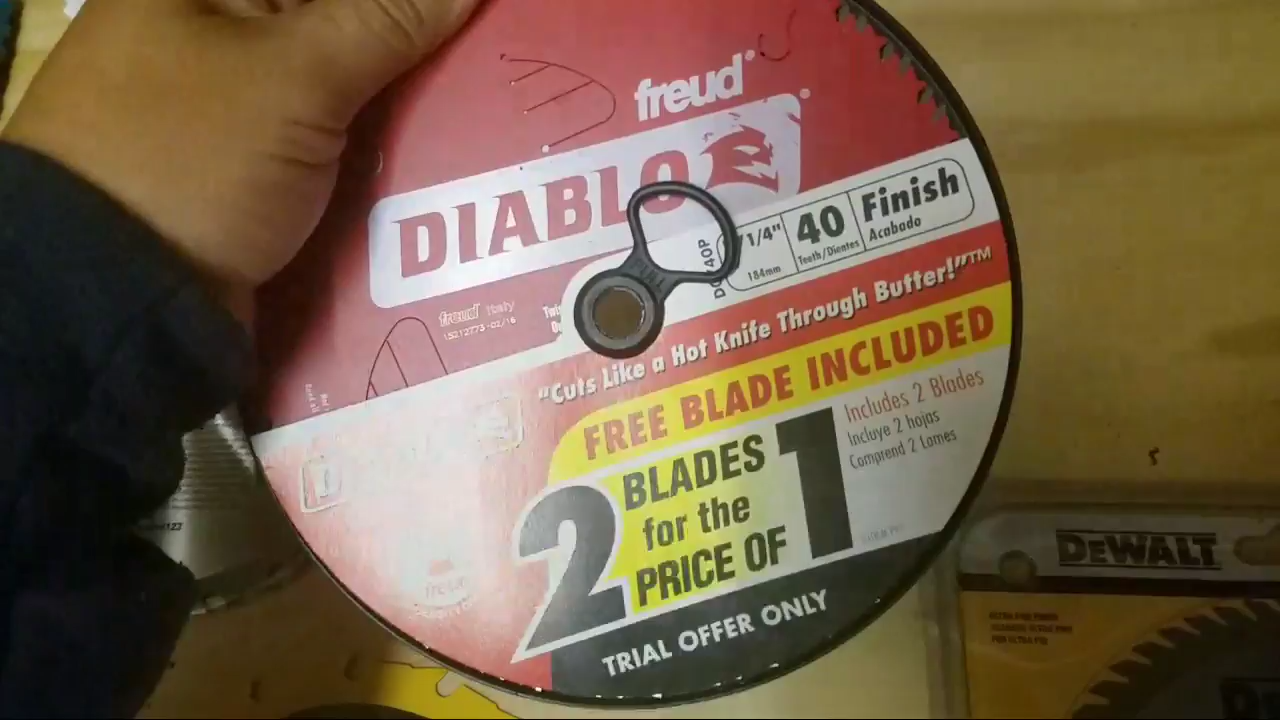 freud
DIABLO
1/4"
184mm
40
Teeth/Dientes
Finish
Acabado
freud Italy
"Cuts Like a Hot Knife Through Butter!"™
FREE BLADE INCLUDED
2 BLADES
for the
PRICE OF 1
Includes 2 Blades
Incluye 2 hojas
Comprend 2 Lames
TRIAL OFFER ONLY
DEWALT